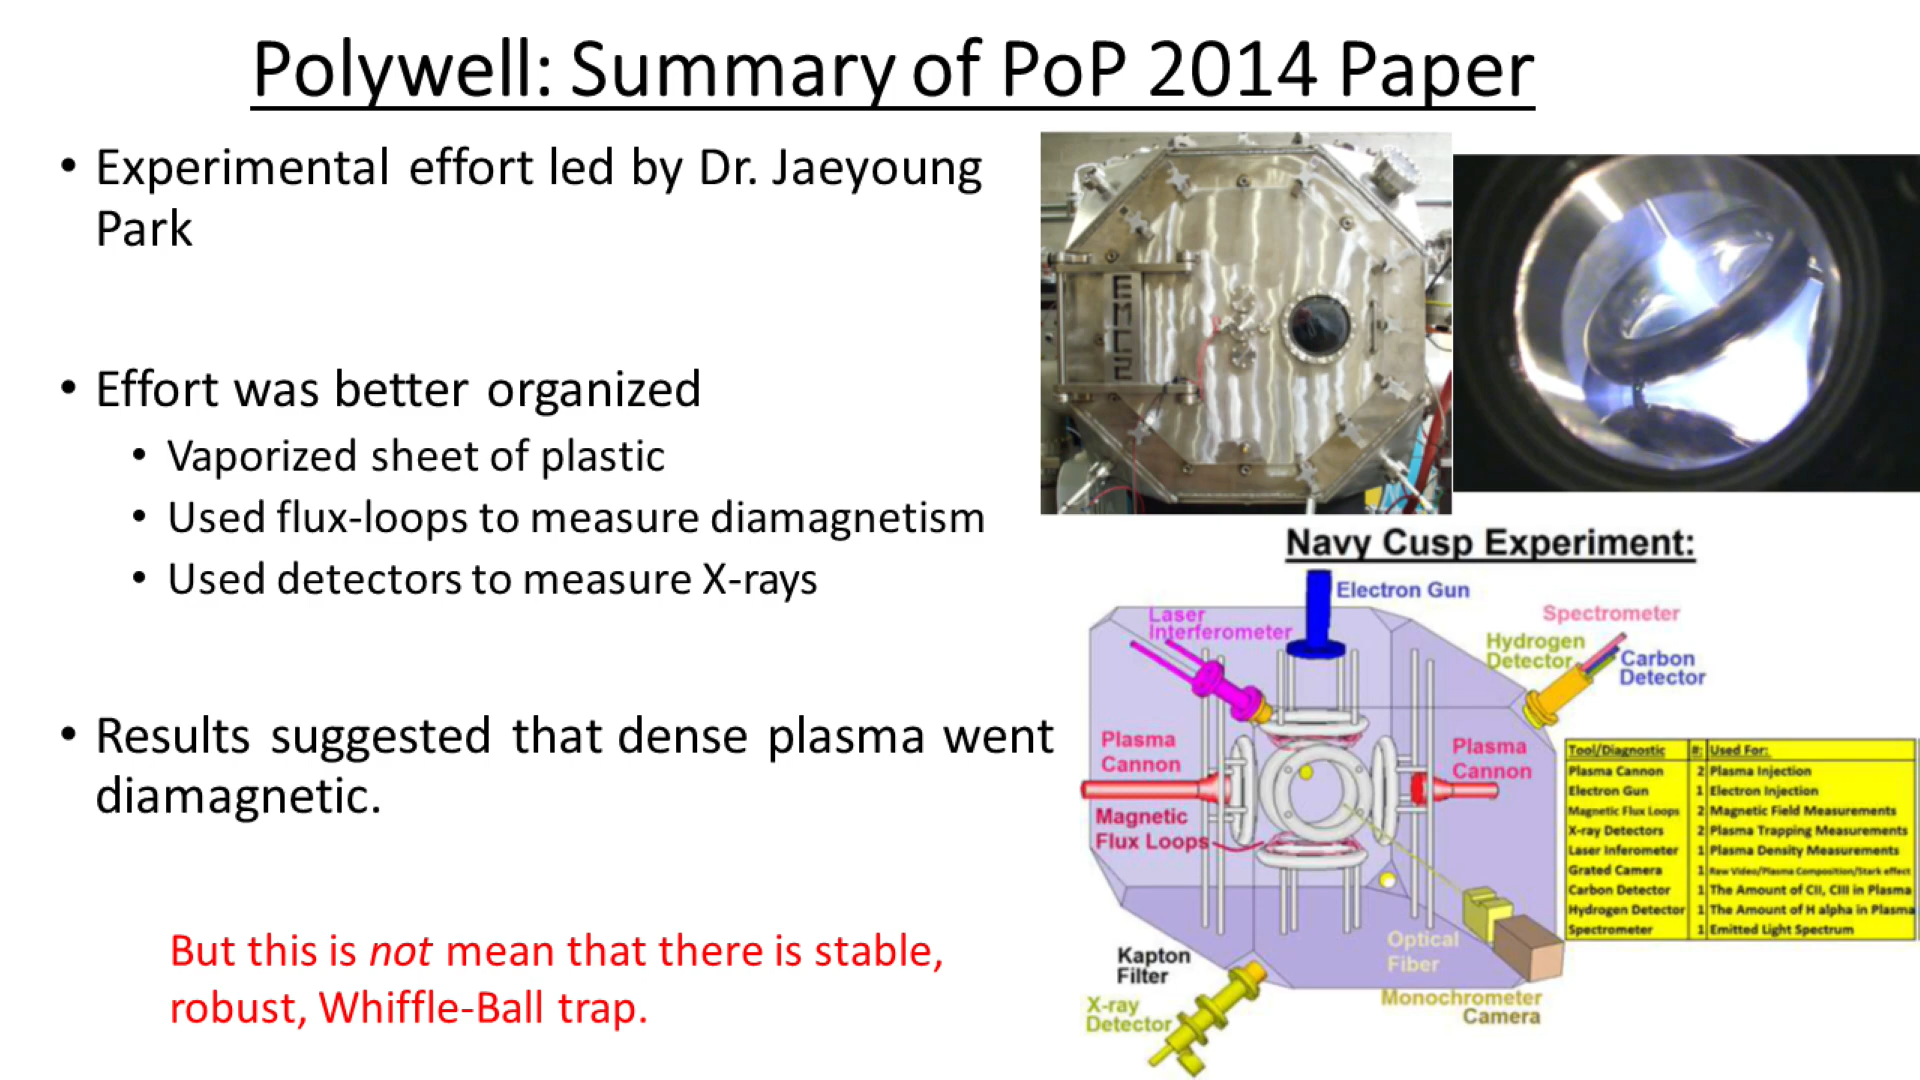 Polywell: Summary of PoP 2014 Paper
• Experimental effort led by Dr. Jaeyoung
Park
• Effort was better organized
• Vaporized sheet of plastic
• Used flux-loops to measure diamagnetism
• Used detectors to measure X-rays
• Results suggested that dense plasma went
diamagnetic.
But this is not mean that there is stable,
robust, Whiffle-Ball trap.
EMC2
Navy Cusp Experiment:
Electron Gun
Laser
Interferometer
Spectrometer
Hydrogen
Detector
Carbon
Detector
Plasma
Cannon
Plasma
Cannon
Magnetic
Flux Loops
Kapton
Filter
X-ray
Detector
Optical
Fiber
Monochrometer
Camera
Tool/Diagnostic #: Used For:
Plasma Cannon 2 Plasma Injection
Electron Gun 1 Electron Injection
Magnetic Flux Loops 2 Magnetic Field Measurements
X-ray Detectors 2 Plasma Trapping Measurements
Laser Inferometer 1 Plasma Density Measurements
Grated Camera 1 Raw Video/Plasma Composition/Stark effect
Carbon Detector 1 The Amount of CII, CIII in Plasma
Hydrogen Detector 1 The Amount of H alpha in Plasma
Spectrometer 1 Emitted Light Spectrum